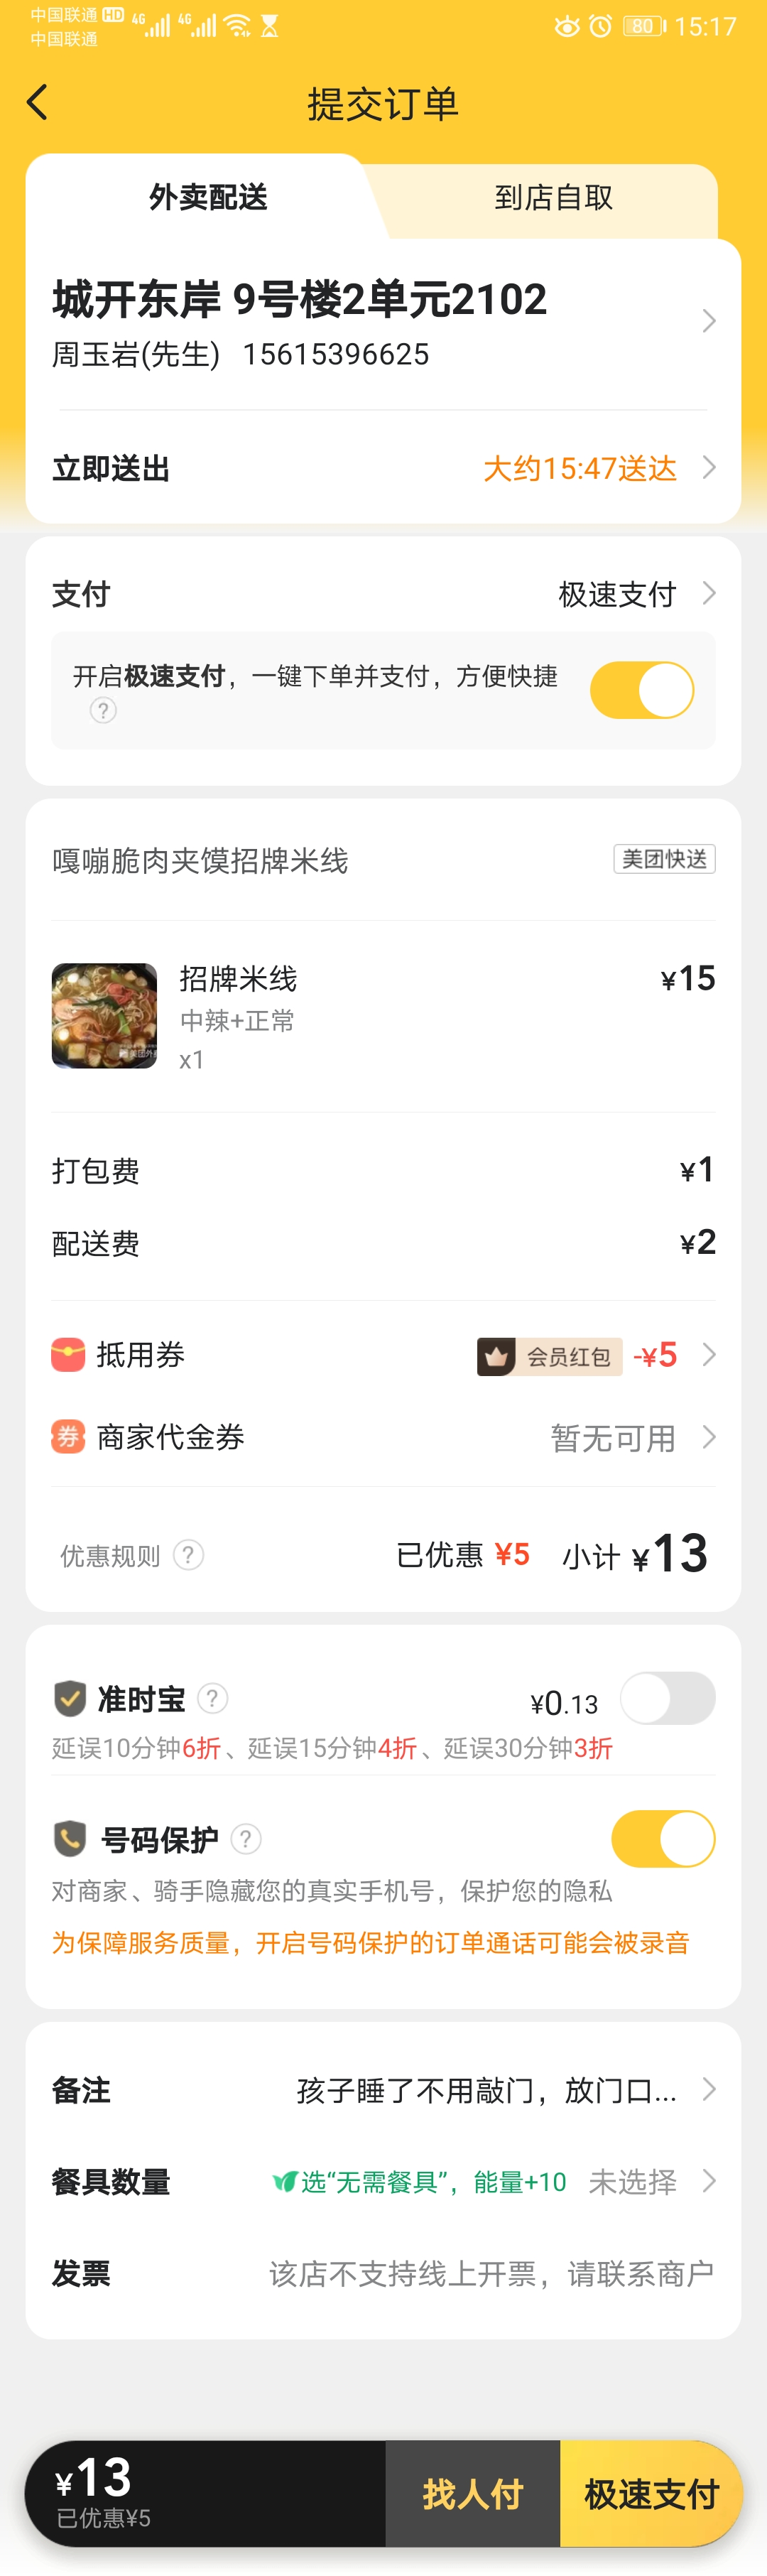 中国联通 HD 4G 4G 80 15:17
中国联通
提交订单
外卖配送 到店自取
城开东岸 9号楼2单元2102
周玉岩(先生) 15615396625
立即送出 大约15:47送达
支付 极速支付
开启极速支付，一键下单并支付，方便快捷
?
嘎嘣脆肉夹馍招牌米线 美团快送
招牌米线 ¥15
中辣+正常
x1
打包费 ¥1
配送费 ¥2
抵用券 会员红包 -¥5
券 商家代金券 暂无可用
优惠规则 ? 已优惠 ¥5 小计 ¥13
准时宝 ? ¥0.13
延误10分钟6折、延误15分钟4折、延误30分钟3折
号码保护 ?
对商家、骑手隐藏您的真实手机号，保护您的隐私
为保障服务质量，开启号码保护的订单通话可能会被录音
备注 孩子睡了不用敲门，放门口...
餐具数量 选“无需餐具”，能量+10 未选择
发票 该店不支持线上开票，请联系商户
¥13 找人付 极速支付
已优惠¥5